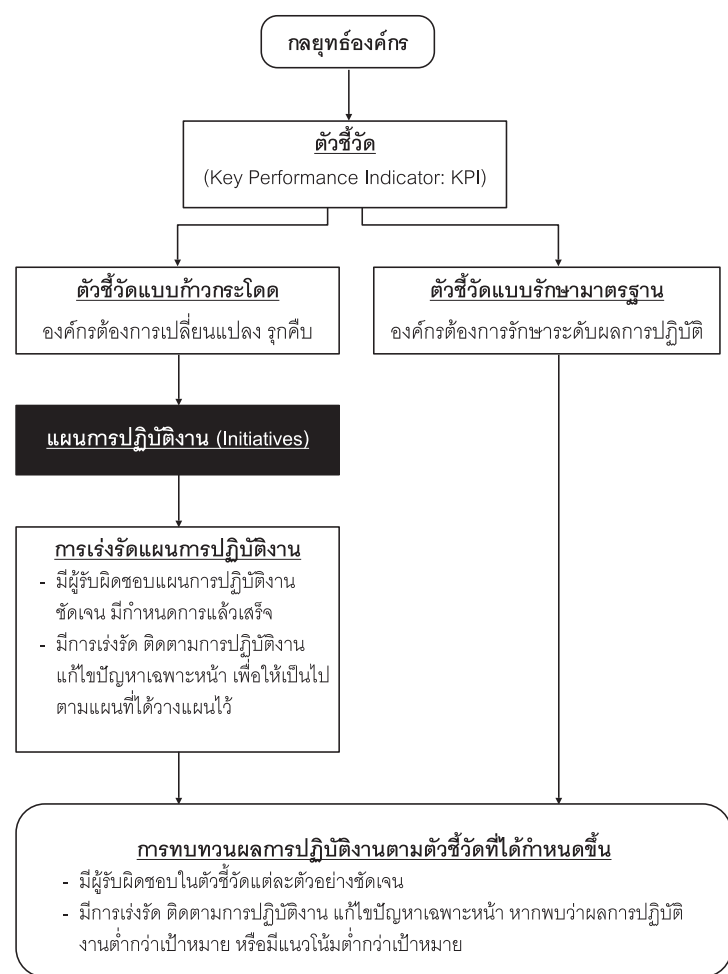 กลยุทธ์องค์กร
ตัวชี้วัด
(Key Performance Indicator: KPI)
ตัวชี้วัดแบบก้าวกระโดด
องค์กรต้องการเปลี่ยนแปลง รุกคืบ
ตัวชี้วัดแบบรักษามาตรฐาน
องค์กรต้องการรักษาระดับผลการปฏิบัติ
แผนการปฏิบัติงาน (Initiatives)
การเร่งรัดแผนการปฏิบัติงาน
- มีผู้รับผิดชอบแผนการปฏิบัติงาน
ชัดเจน มีกำหนดการแล้วเสร็จ
- มีการเร่งรัด ติดตามการปฏิบัติงาน
แก้ไขปัญหาเฉพาะหน้า เพื่อให้เป็นไป
ตามแผนที่ได้วางแผนไว้
การทบทวนผลการปฏิบัติงานตามตัวชี้วัดที่ได้กำหนดขึ้น
- มีผู้รับผิดชอบในตัวชี้วัดแต่ละตัวอย่างชัดเจน
- มีการเร่งรัด ติดตามการปฏิบัติงาน แก้ไขปัญหาเฉพาะหน้า หากพบว่าผลการปฏิบัติ
งานต่ำกว่าเป้าหมาย หรือมีแนวโน้มต่ำกว่าเป้าหมาย